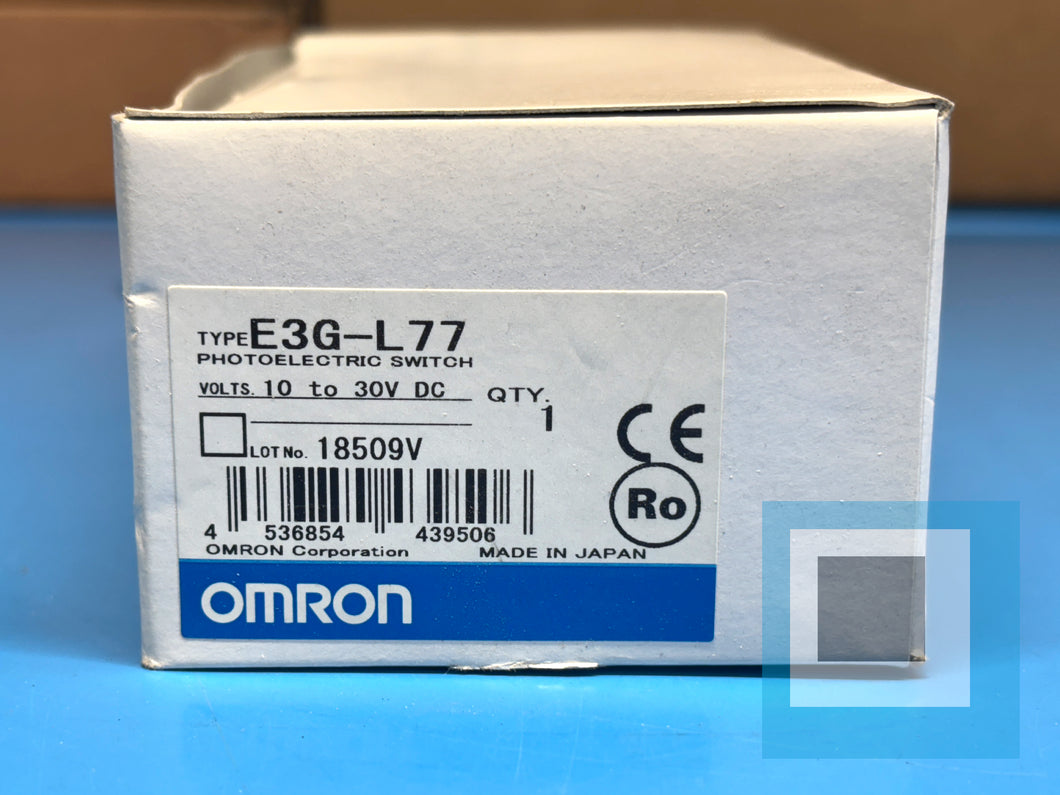 TYPE E3G-L77
PHOTOELECTRIC SWITCH
VOLTS. 10 to 30V DC QTY. 1
LOT No. 18509V
CE
Ro
4 536854 439506
OMRON Corporation MADE IN JAPAN
OMRON